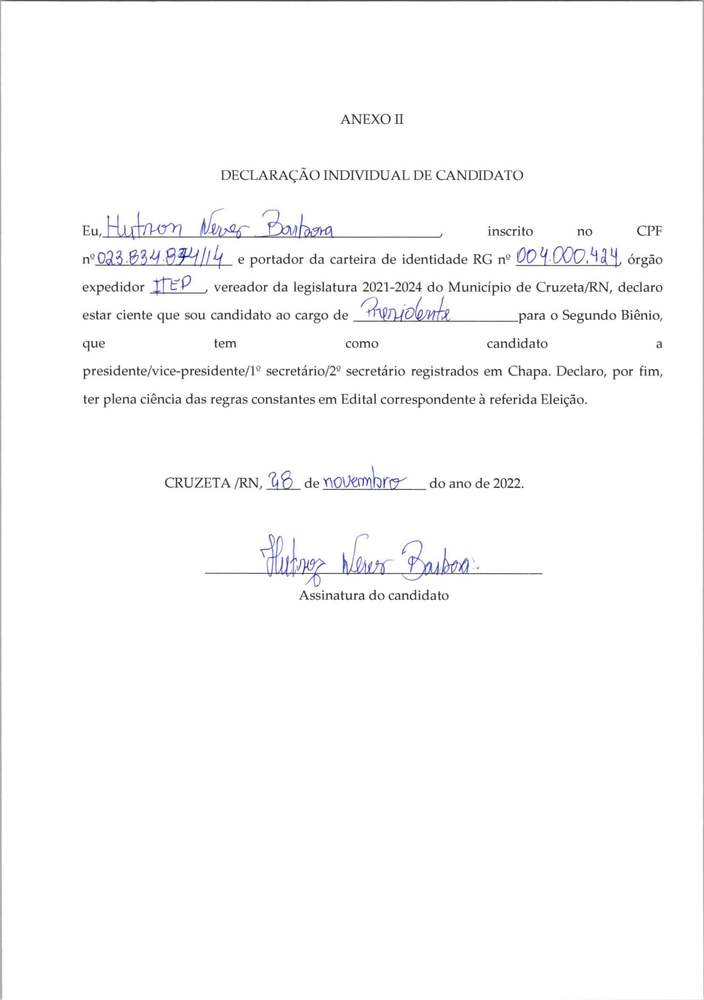 ANEXO II
DECLARAÇÃO INDIVIDUAL DE CANDIDATO
Eu, Hutson Neves Barbosa, inscrito no CPF
nº 023.834.874/14 e portador da carteira de identidade RG nº 004.000.424, órgão
expedidor ITEP, vereador da legislatura 2021-2024 do Município de Cruzeta/RN, declaro
estar ciente que sou candidato ao cargo de Presidente para o Segundo Biênio,
que tem como candidato a
presidente/vice-presidente/1º secretário/2º secretário registrados em Chapa. Declaro, por fim,
ter plena ciência das regras constantes em Edital correspondente à referida Eleição.
CRUZETA /RN, 28 de novembro do ano de 2022.
Hutson Neves Barbosa
Assinatura do candidato